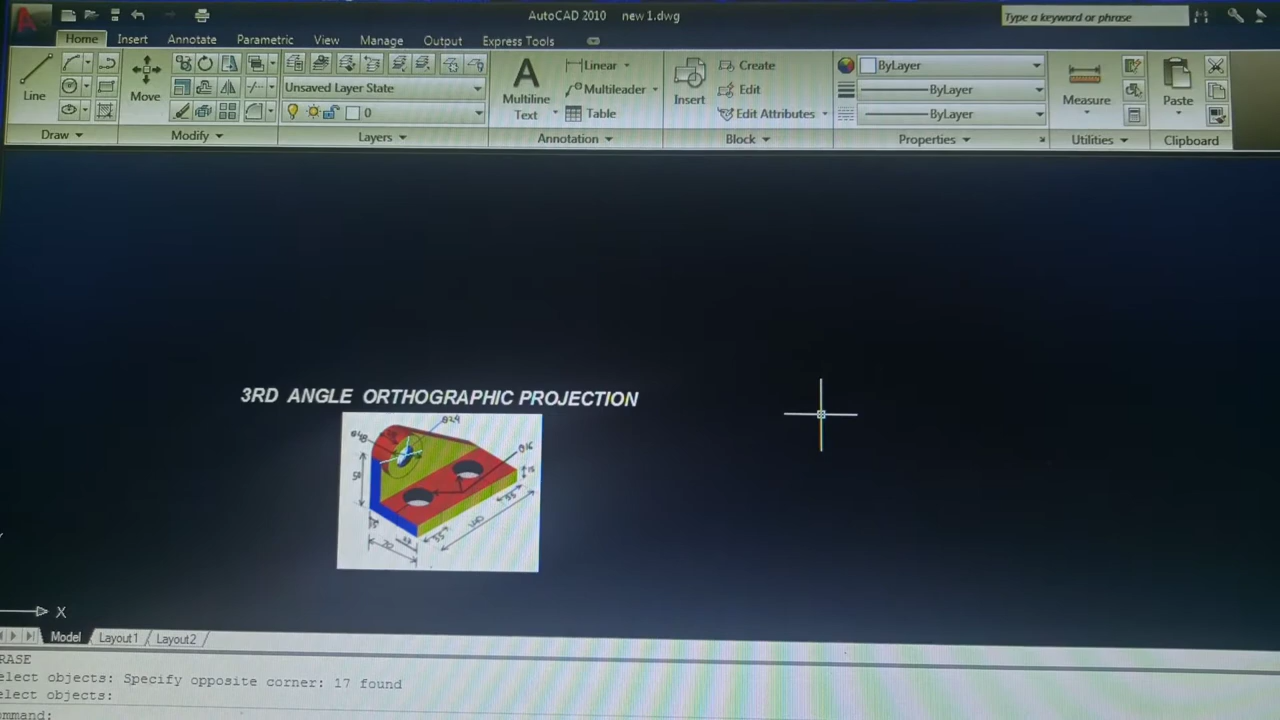 AutoCAD 2010 new 1.dwg
Type a keyword or phrase
Home Insert Annotate Parametric View Manage Output Express Tools
Line
Move
Unsaved Layer State
0
Multiline Text
Linear
Multileader
Table
Insert
Create
Edit
Edit Attributes
ByLayer
ByLayer
ByLayer
Measure
Paste
Draw Modify Layers Annotation Block Properties Utilities Clipboard
3RD ANGLE ORTHOGRAPHIC PROJECTION
X
Model Layout1 Layout2
RASE
elect objects: Specify opposite corner: 17 found
elect objects:
ommand: